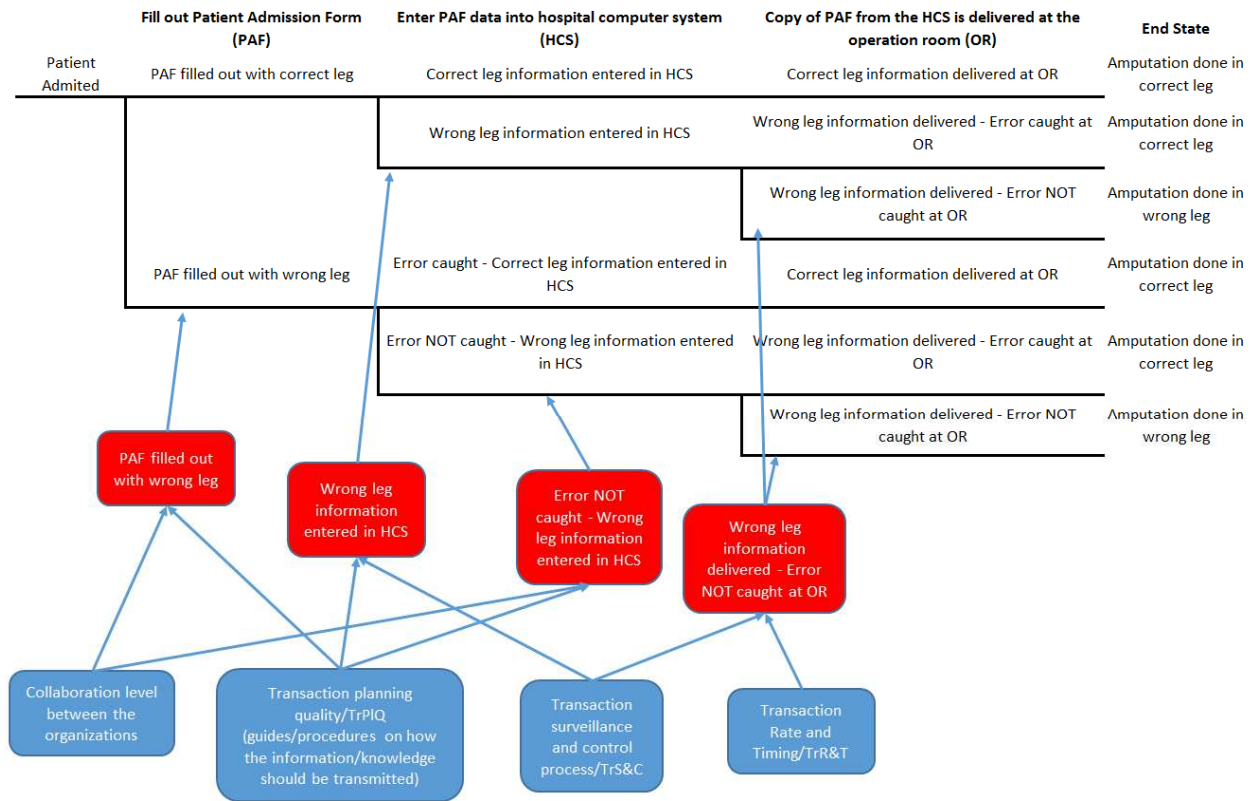 Fill out Patient Admission Form
(PAF)
Enter PAF data into hospital computer system
(HCS)
Copy of PAF from the HCS is delivered at the
operation room (OR)
End State
Patient
Admited
PAF filled out with correct leg
Correct leg information entered in HCS
Correct leg information delivered at OR
Amputation done in
correct leg
Wrong leg information entered in HCS
Wrong leg information delivered - Error caught at
OR
Amputation done in
correct leg
Wrong leg information delivered - Error NOT
caught at OR
Amputation done in
wrong leg
PAF filled out with wrong leg
Error caught - Correct leg information entered in
HCS
Correct leg information delivered at OR
Amputation done in
correct leg
Error NOT caught - Wrong leg information entered
in HCS
Wrong leg information delivered - Error caught at
OR
Amputation done in
correct leg
Wrong leg information delivered - Error NOT
caught at OR
Amputation done in
wrong leg
PAF filled out
with wrong leg
Wrong leg
information
entered in HCS
Error NOT
caught - Wrong
leg information
entered in HCS
Wrong leg
information
delivered - Error
NOT caught at OR
Collaboration level
between the
organizations
Transaction planning
quality/TrPlQ
(guides/procedures on how
the information/knowledge
should be transmitted)
Transaction
surveillance
and control
process/TrS&C
Transaction
Rate and
Timing/TrR&T